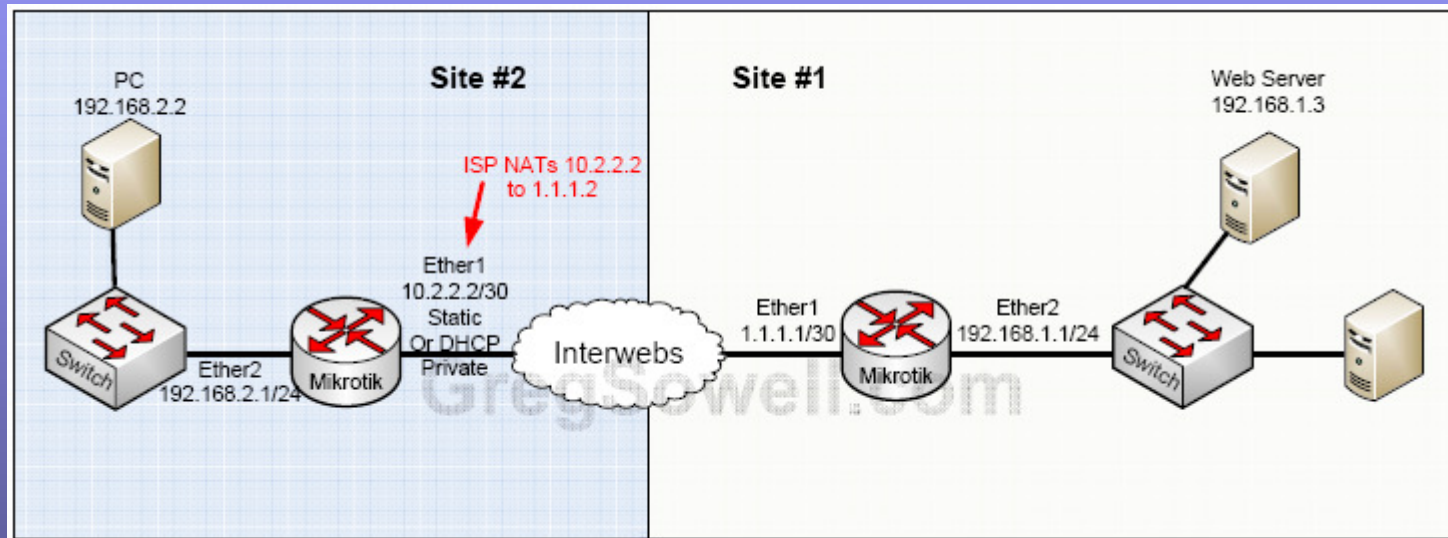 Site #2
Site #1
PC
192.168.2.2
Web Server
192.168.1.3
ISP NATs 10.2.2.2
to 1.1.1.2
Ether1
10.2.2.2/30
Static
Or DHCP
Private
Switch
Ether2
192.168.2.1/24
Mikrotik
Interwebs
Ether1
1.1.1.1/30
Mikrotik
Ether2
192.168.1.1/24
Switch
GregSowell.com